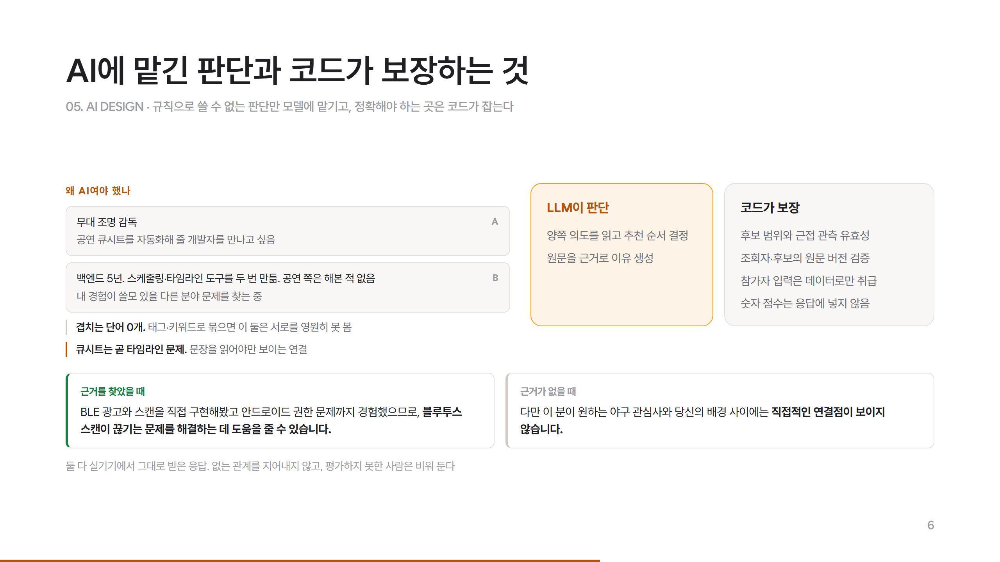 AI에 맡긴 판단과 코드가 보장하는 것
05. AI DESIGN · 규칙으로 쓸 수 없는 판단만 모델에 맡기고, 정확해야 하는 곳은 코드가 잡는다
왜 AI여야 했나
무대 조명 감독 A
공연 큐시트를 자동화해 줄 개발자를 만나고 싶음
백엔드 5년. 스케줄링·타임라인 도구를 두 번 만듦. 공연 쪽은 해본 적 없음 B
내 경험이 쓸모 있을 다른 분야 문제를 찾는 중
겹치는 단어 0개. 태그·키워드로 묶으면 이 둘은 서로를 영원히 못 봄
큐시트는 곧 타임라인 문제. 문장을 읽어야만 보이는 연결
LLM이 판단
양쪽 의도를 읽고 추천 순서 결정
원문을 근거로 이유 생성
코드가 보장
후보 범위와 근접 관측 유효성
조회자·후보의 원문 버전 검증
참가자 입력은 데이터로만 취급
숫자 점수는 응답에 넣지 않음
근거를 찾았을 때
BLE 광고와 스캔을 직접 구현해봤고 안드로이드 권한 문제까지 경험했으므로, 블루투스
스캔이 끊기는 문제를 해결하는 데 도움을 줄 수 있습니다.
근거가 없을 때
다만 이 분이 원하는 야구 관심사와 당신의 배경 사이에는 직접적인 연결점이 보이지
않습니다.
둘 다 실기기에서 그대로 받은 응답. 없는 관계를 지어내지 않고, 평가하지 못한 사람은 비워 둔다
6